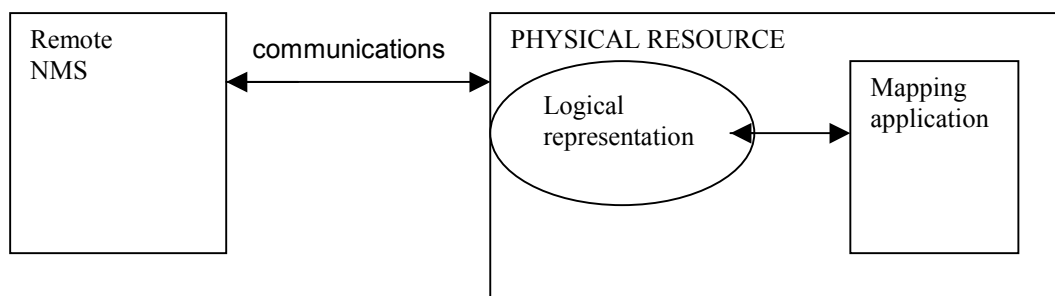 Remote
NMS
communications
PHYSICAL RESOURCE
Logical
representation
Mapping
application